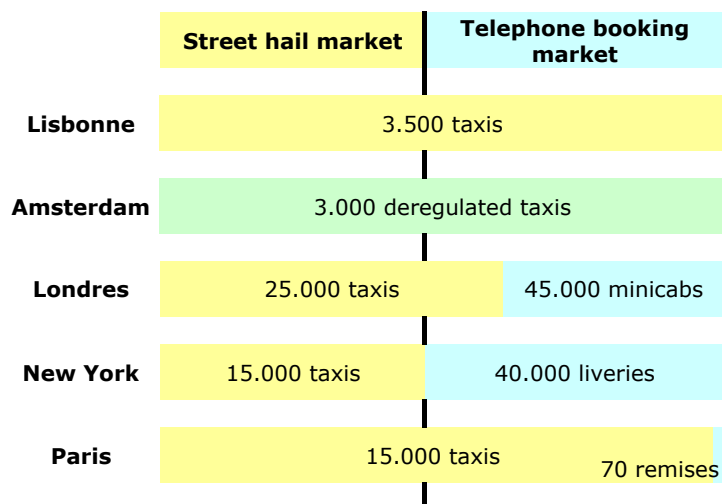 Street hail market
Telephone booking
market
Lisbonne
3.500 taxis
Amsterdam
3.000 deregulated taxis
Londres
25.000 taxis
45.000 minicabs
New York
15.000 taxis
40.000 liveries
Paris
15.000 taxis
70 remises